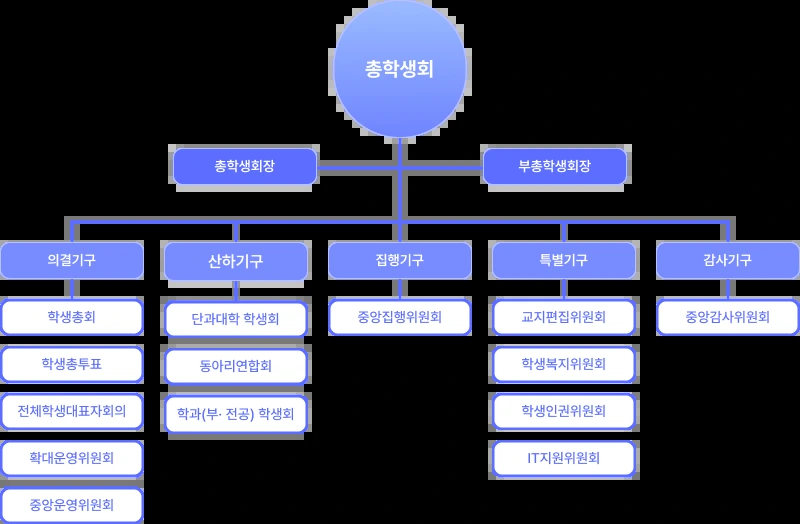 총학생회
총학생회장
부총학생회장
의결기구
산하기구
집행기구
특별기구
감사기구
학생총회
단과대학 학생회
중앙집행위원회
교지편집위원회
중앙감사위원회
학생총투표
동아리연합회
학생복지위원회
전체학생대표자회의
학과(부· 전공) 학생회
학생인권위원회
확대운영위원회
IT지원위원회
중앙운영위원회